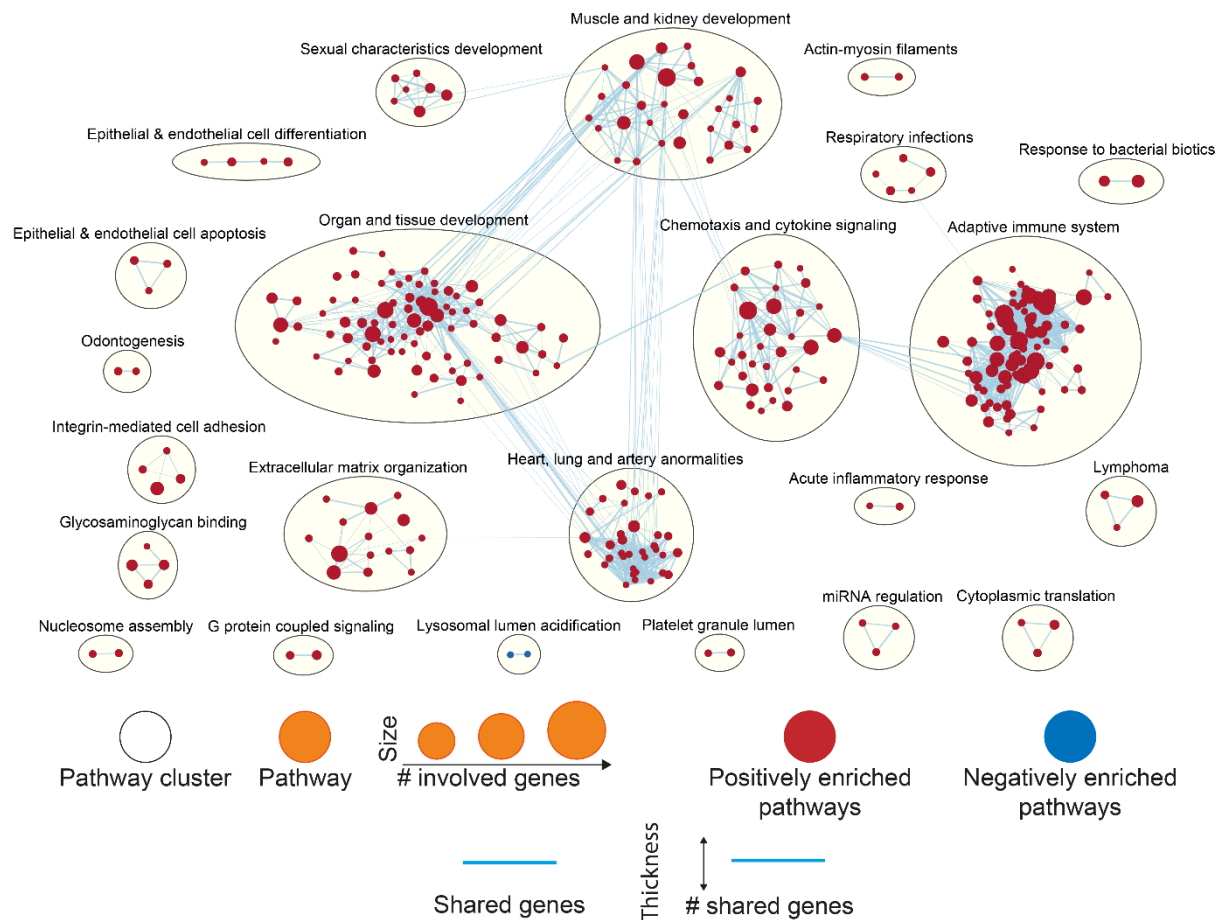 Muscle and kidney development
Sexual characteristics development
Actin-myosin filaments
Epithelial & endothelial cell differentiation
Respiratory infections
Response to bacterial biotics
Organ and tissue development
Chemotaxis and cytokine signaling
Adaptive immune system
Epithelial & endothelial cell apoptosis
Odontogenesis
Integrin-mediated cell adhesion
Extracellular matrix organization
Heart, lung and artery anormalities
Acute inflammatory response
Lymphoma
Glycosaminoglycan binding
miRNA regulation
Cytoplasmic translation
Nucleosome assembly
G protein coupled signaling
Lysosomal lumen acidification
Platelet granule lumen
Size
Pathway cluster
Pathway
# involved genes
Positively enriched
pathways
Negatively enriched
pathways
Thickness
Shared genes
# shared genes